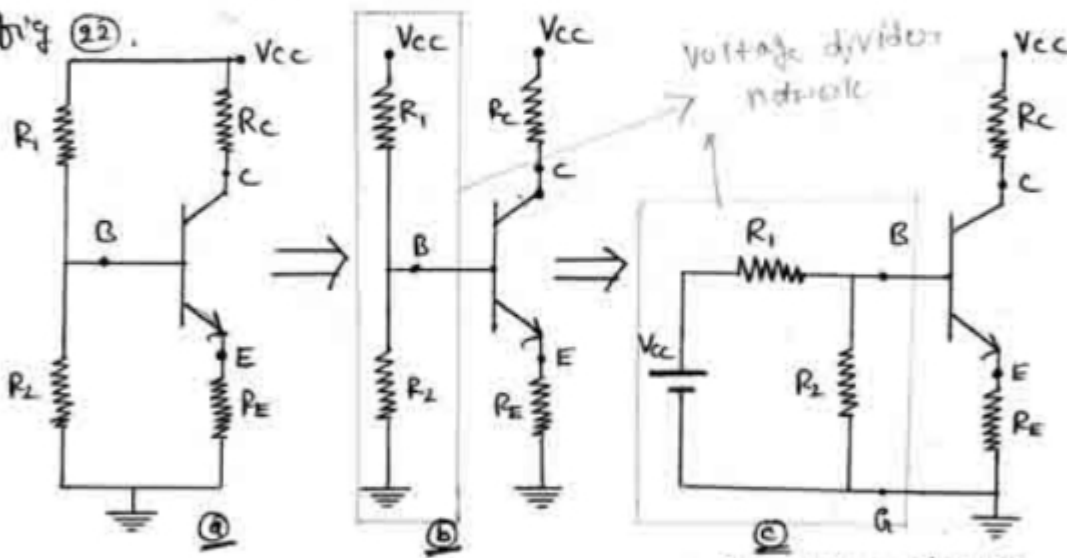 fig 22.
Vcc
R1
RC
C
B
E
R2
RE
a
Vcc
Vcc
R1
RC
C
B
E
R2
RE
b
voltage divider
network
Vcc
RC
C
R1
B
Vcc
R2
E
RE
G
c